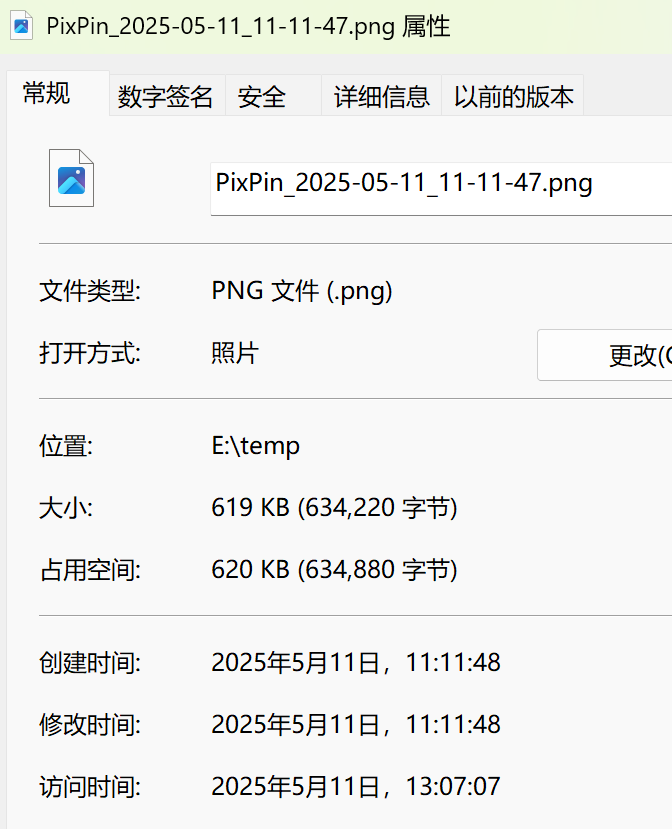 PixPin_2025-05-11_11-11-47.png 属性
常规 数字签名 安全 详细信息 以前的版本
PixPin_2025-05-11_11-11-47.png
文件类型: PNG 文件 (.png)
打开方式: 照片 更改(
位置: E:\temp
大小: 619 KB (634,220 字节)
占用空间: 620 KB (634,880 字节)
创建时间: 2025年5月11日，11:11:48
修改时间: 2025年5月11日，11:11:48
访问时间: 2025年5月11日，13:07:07